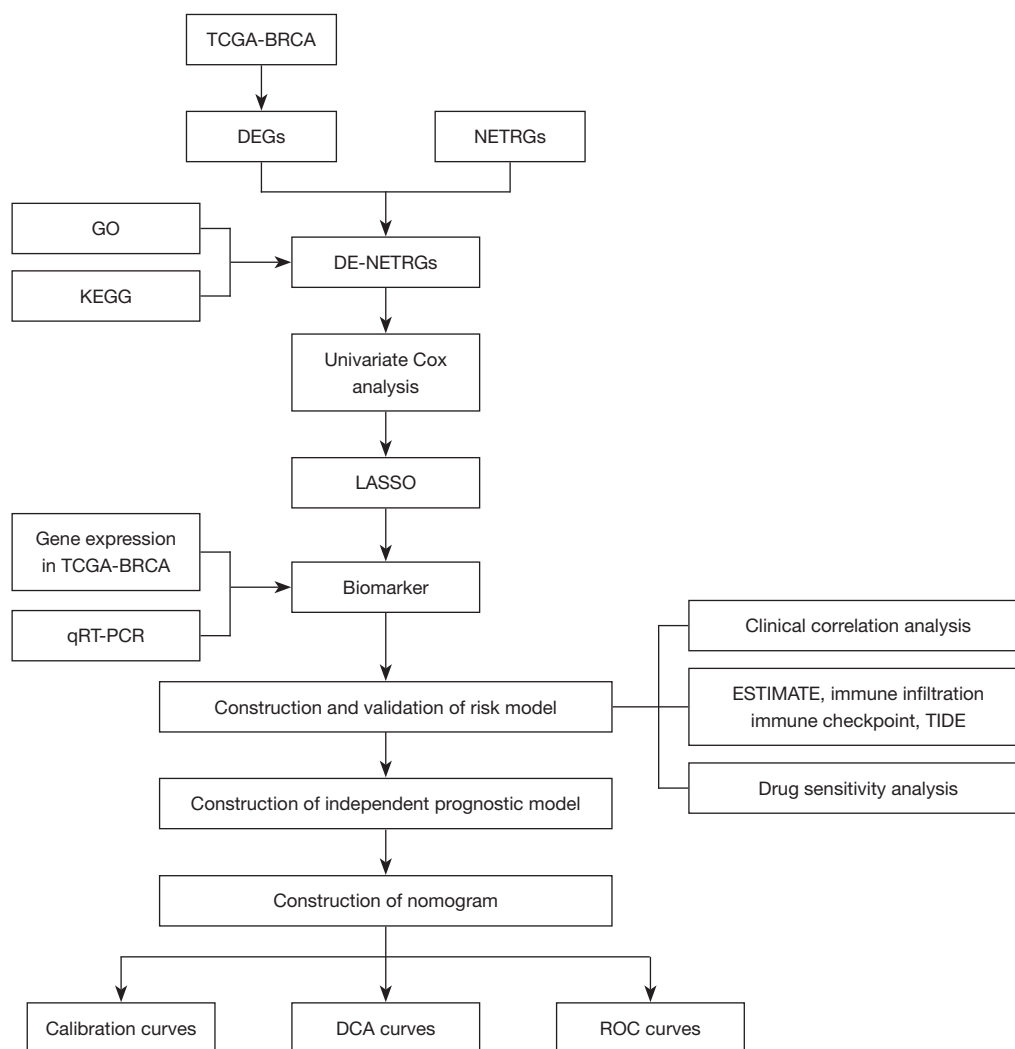 TCGA-BRCA
DEGs
NETRGs
GO
KEGG
DE-NETRGs
Univariate Cox
analysis
LASSO
Gene expression
in TCGA-BRCA
qRT-PCR
Biomarker
Clinical correlation analysis
Construction and validation of risk model
ESTIMATE, immune infiltration
immune checkpoint, TIDE
Drug sensitivity analysis
Construction of independent prognostic model
Construction of nomogram
Calibration curves
DCA curves
ROC curves